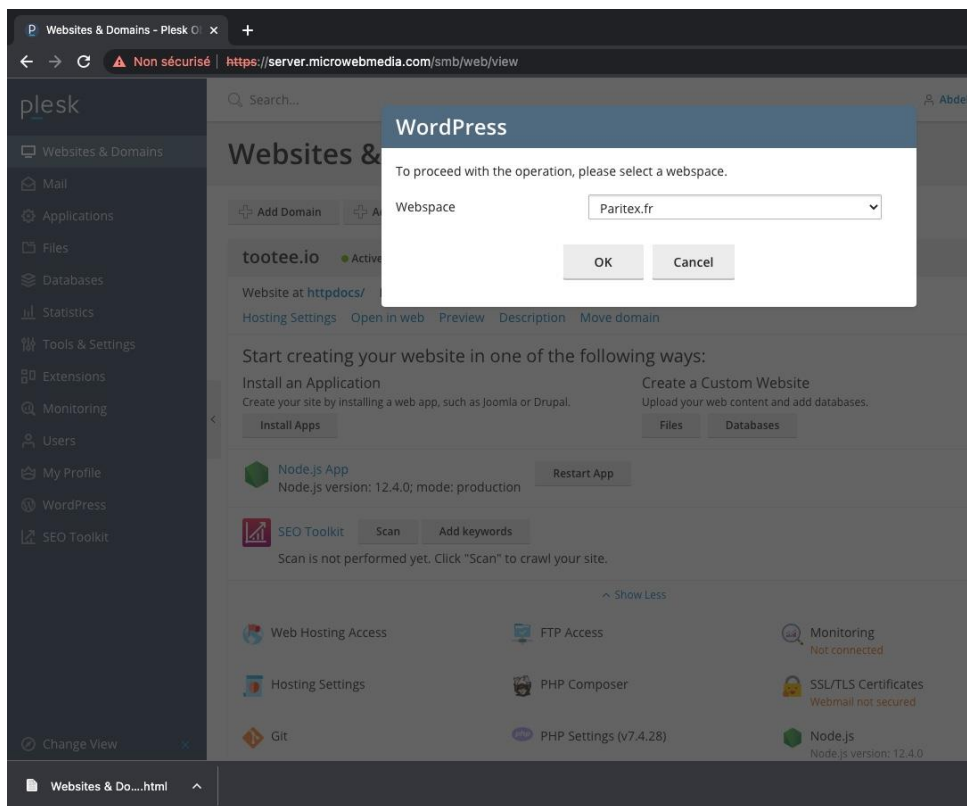 Websites & Domains - Plesk O
Non sécurisé https://server.microwebmedia.com/smb/web/view
plesk
Search...
Abdel
WordPress
To proceed with the operation, please select a webspace.
Webspace Paritex.fr
OK Cancel
Websites & Domains
Mail
Applications
Files
Databases
Statistics
Tools & Settings
Extensions
Monitoring
Users
My Profile
WordPress
SEO Toolkit
Change View
Websites &
Add Domain
tootee.io Active
Website at httpdocs/
Hosting Settings Open in web Preview Description Move domain
Start creating your website in one of the following ways:
Install an Application
Create your site by installing a web app, such as Joomla or Drupal.
Install Apps
Create a Custom Website
Upload your web content and add databases.
Files Databases
Node.js App
Node.js version: 12.4.0; mode: production
Restart App
SEO Toolkit Scan Add keywords
Scan is not performed yet. Click "Scan" to crawl your site.
Show Less
Web Hosting Access
FTP Access
Monitoring
Not connected
Hosting Settings
PHP Composer
SSL/TLS Certificates
Webmail not secured
Git
PHP Settings (v7.4.28)
Node.js
Node.js version: 12.4.0
Websites & Do....html